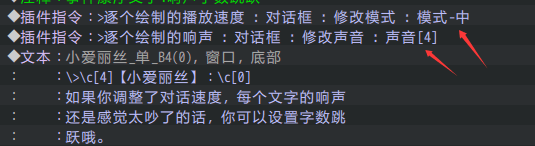 ◆插件指令：>逐个绘制的播放速度 : 对话框 : 修改模式 : 模式-中
◆插件指令：>逐个绘制的响声 : 对话框 : 修改声音 : 声音[4]
◆文本：小爱丽丝_单_B4(0), 窗口, 底部
：　　：\>\c[4]【小爱丽丝】：\c[0]
：　　：如果你调整了对话速度，每个文字的响声
：　　：还是感觉太吵了的话，你可以设置字数跳
：　　：跃哦。